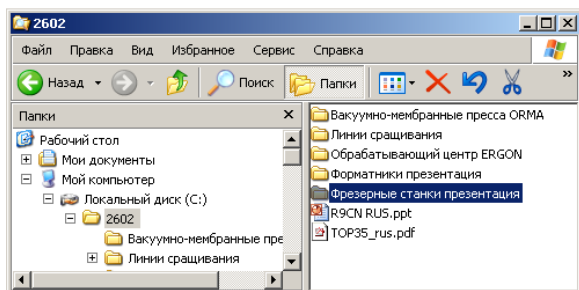 2602
Файл Правка Вид Избранное Сервис Справка
Назад Поиск Папки »
Папки
Рабочий стол
Мои документы
Мой компьютер
Локальный диск (C:)
2602
Вакуумно-мембранные пре
Линии сращивания
Вакуумно-мембранные пресса ORMA
Линии сращивания
Обрабатывающий центр ERGON
Форматники презентация
Фрезерные станки презентация
R9CN RUS.ppt
TOP35_rus.pdf